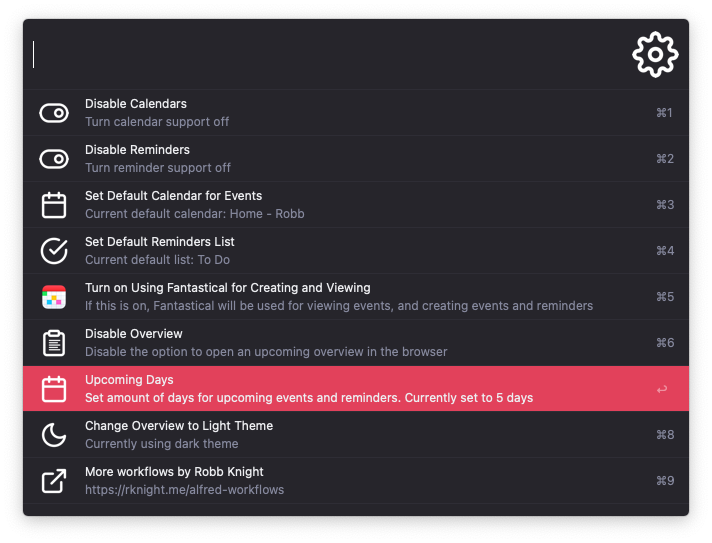 Disable Calendars
Turn calendar support off
⌘1
Disable Reminders
Turn reminder support off
⌘2
Set Default Calendar for Events
Current default calendar: Home - Robb
⌘3
Set Default Reminders List
Current default list: To Do
⌘4
Turn on Using Fantastical for Creating and Viewing
If this is on, Fantastical will be used for viewing events, and creating events and reminders
⌘5
Disable Overview
Disable the option to open an upcoming overview in the browser
⌘6
Upcoming Days
Set amount of days for upcoming events and reminders. Currently set to 5 days
↩
Change Overview to Light Theme
Currently using dark theme
⌘8
More workflows by Robb Knight
https://rknight.me/alfred-workflows
⌘9